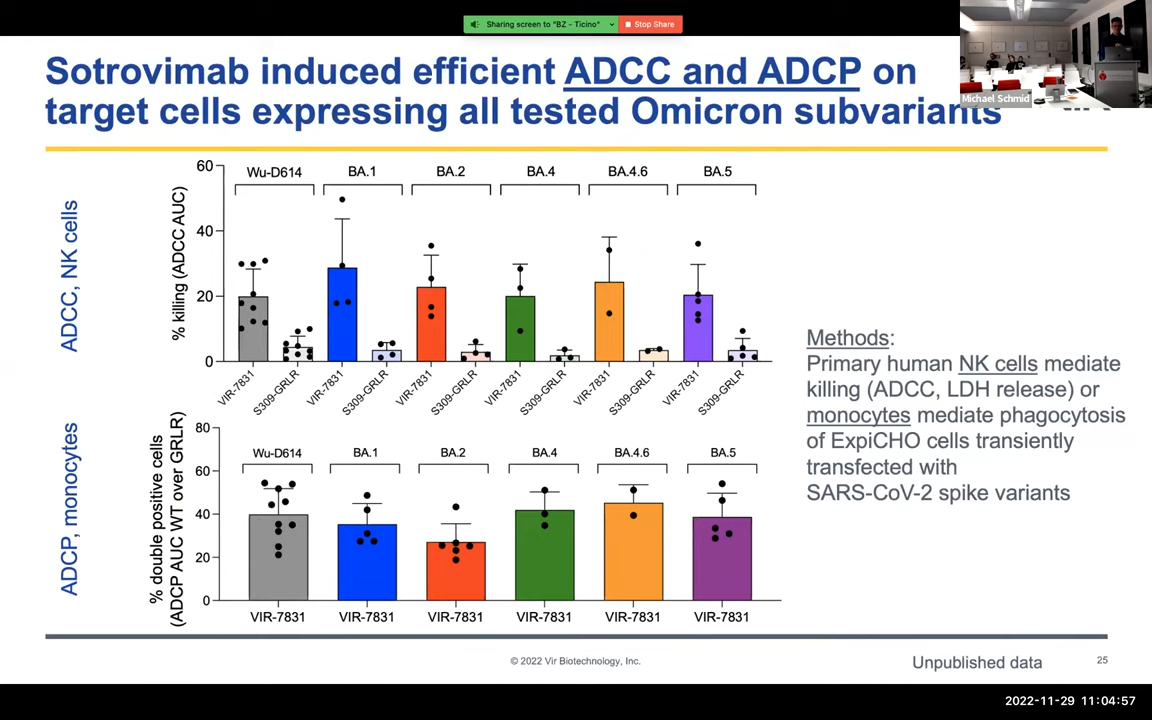 Sharing screen to "BZ - Ticino"
Stop Share
Michael Schmid
Sotrovimab induced efficient ADCC and ADCP on
target cells expressing all tested Omicron subvariants
ADCC, NK cells
% killing (ADCC AUC)
60
40
20
0
Wu-D614 BA.1 BA.2 BA.4 BA.4.6 BA.5
VIR-7831 S309-GRLR VIR-7831 S309-GRLR VIR-7831 S309-GRLR VIR-7831 S309-GRLR VIR-7831 S309-GRLR VIR-7831 S309-GRLR
ADCP, monocytes
% double positive cells
(ADCP AUC WT over GRLR)
80
60
40
20
0
Wu-D614 BA.1 BA.2 BA.4 BA.4.6 BA.5
VIR-7831 VIR-7831 VIR-7831 VIR-7831 VIR-7831 VIR-7831
Methods:
Primary human NK cells mediate
killing (ADCC, LDH release) or
monocytes mediate phagocytosis
of ExpiCHO cells transiently
transfected with
SARS-CoV-2 spike variants
© 2022 Vir Biotechnology, Inc.
Unpublished data
25
2022-11-29 11:04:57